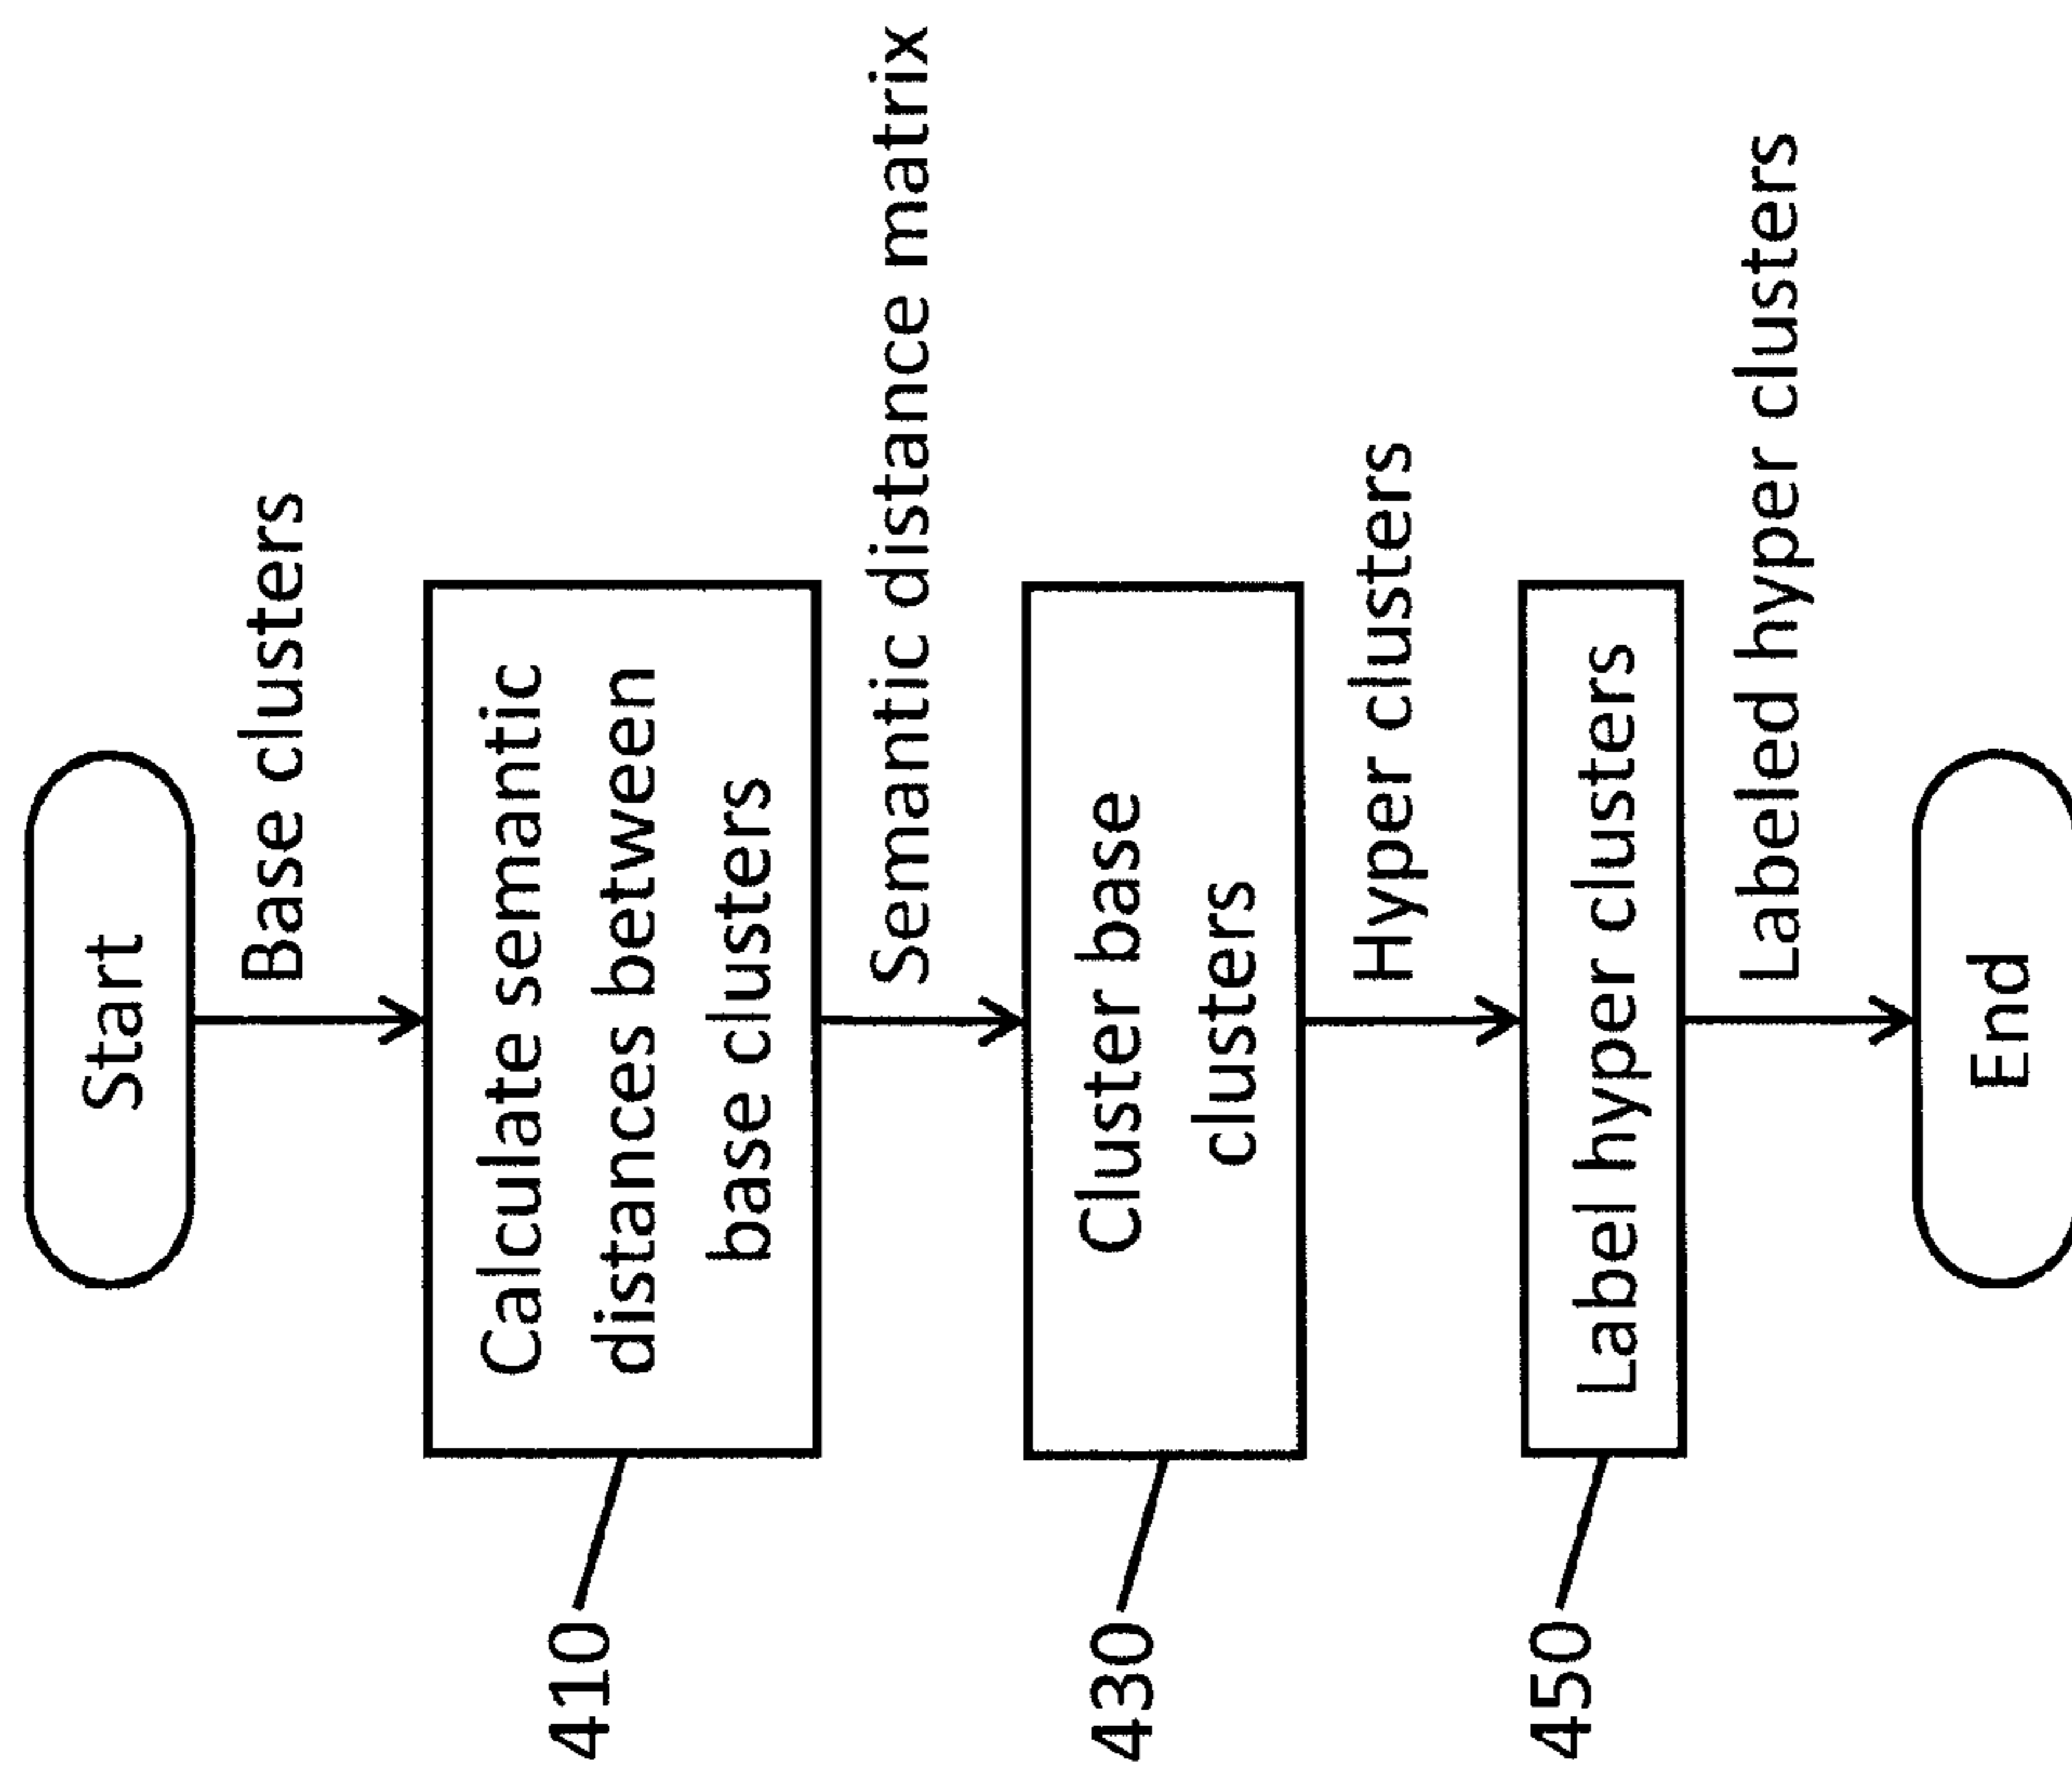 Start
Base clusters
410
Calculate semantic
distances between
base clusters
Semantic distance matrix
430
Cluster base
clusters
Hyper clusters
450
Label hyper clusters
Labeled hyper clusters
End